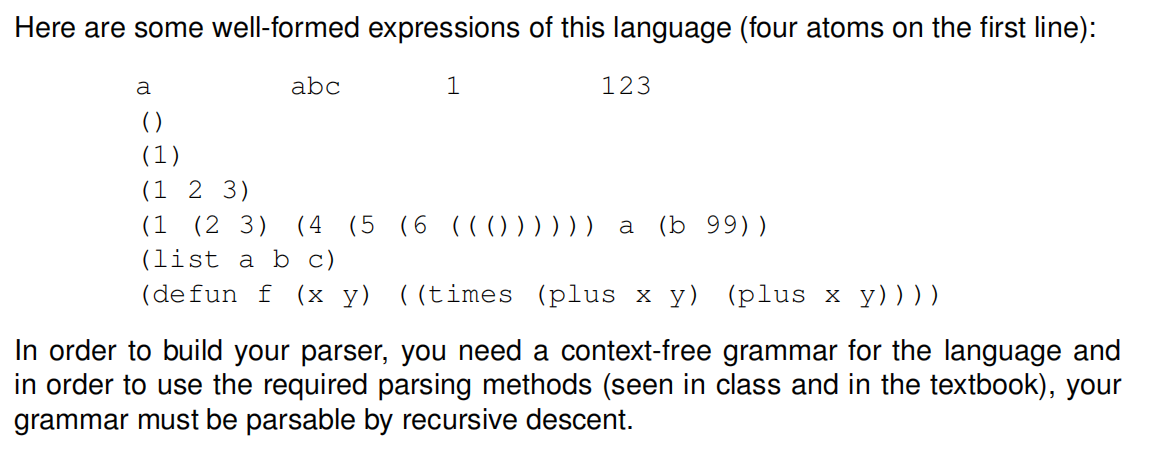 Here are some well-formed expressions of this language (four atoms on the first line):
a abc 1 123
()
(1)
(1 2 3)
(1 (2 3) (4 (5 (6 ((()))))) a (b 99))
(list a b c)
(defun f (x y) ((times (plus x y) (plus x y))))
In order to build your parser, you need a context-free grammar for the language and
in order to use the required parsing methods (seen in class and in the textbook), your
grammar must be parsable by recursive descent.